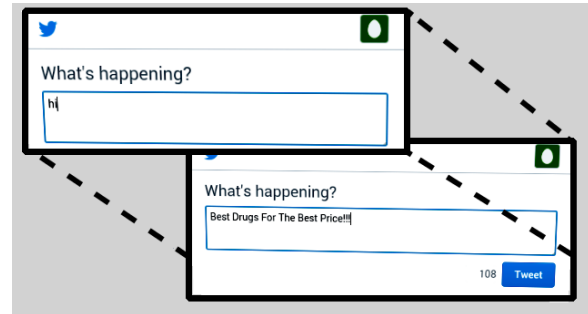 What's happening?
hi
What's happening?
Best Drugs For The Best Price!!!
108 Tweet